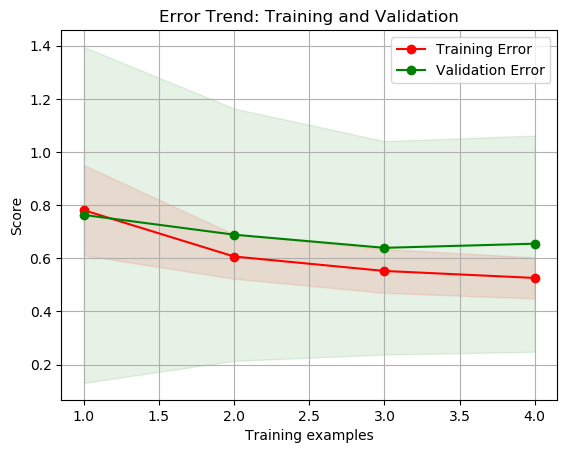 Error Trend: Training and Validation
Training Error
Validation Error
1.4
1.2
1.0
0.8
0.6
0.4
0.2
Score
1.0 1.5 2.0 2.5 3.0 3.5 4.0
Training examples